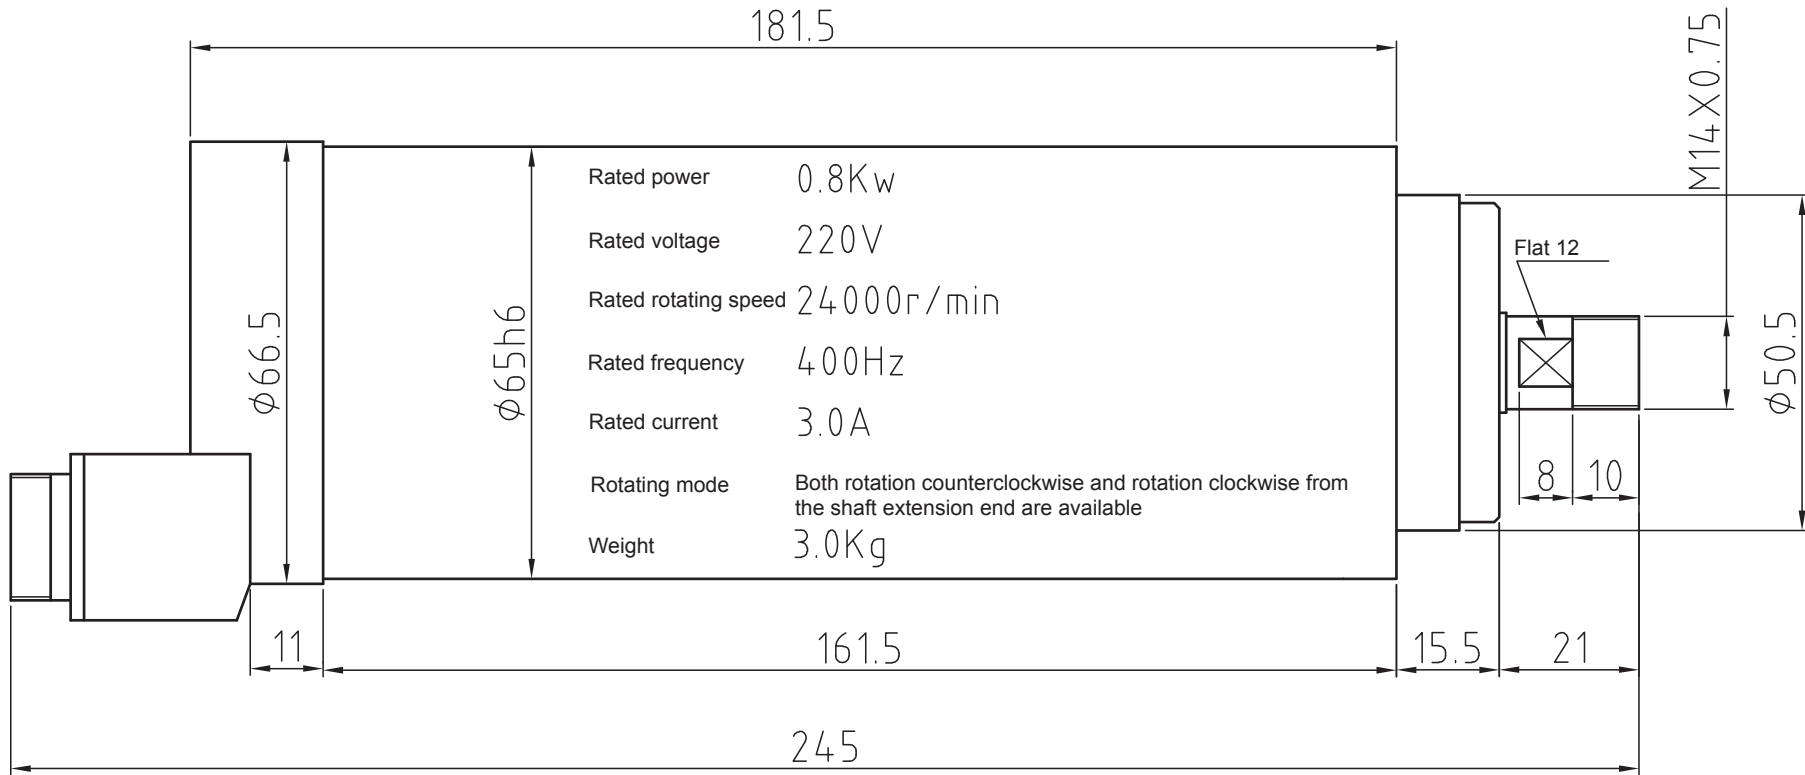 181.5
M14X0.75
Rated power 0.8Kw
Rated voltage 220V
Flat 12
Rated rotating speed 24000r/min
ϕ66.5
ϕ65h6
ϕ50.5
Rated frequency 400Hz
Rated current 3.0A
8
10
Rotating mode Both rotation counterclockwise and rotation clockwise from
the shaft extension end are available
Weight 3.0Kg
11
161.5
15.5
21
245